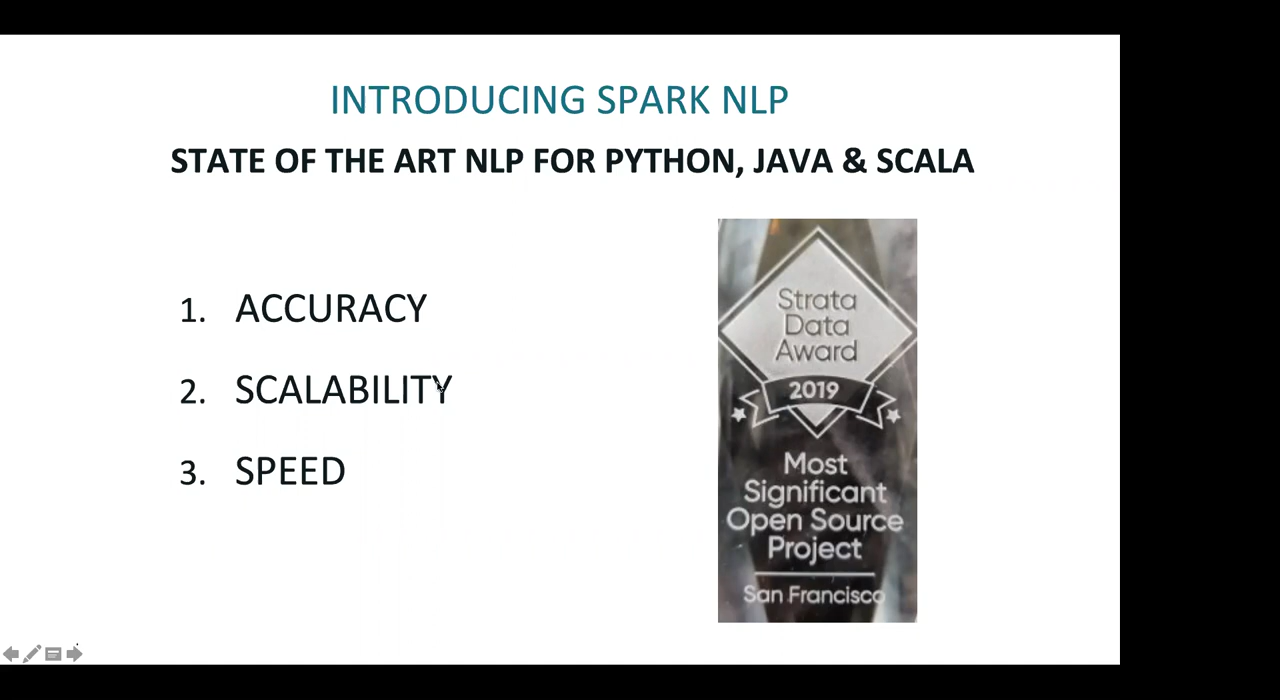 INTRODUCING SPARK NLP
STATE OF THE ART NLP FOR PYTHON, JAVA & SCALA
1. ACCURACY
2. SCALABILITY
3. SPEED
Strata
Data
Award
2019
Most
Significant
Open Source
Project
San Francisco